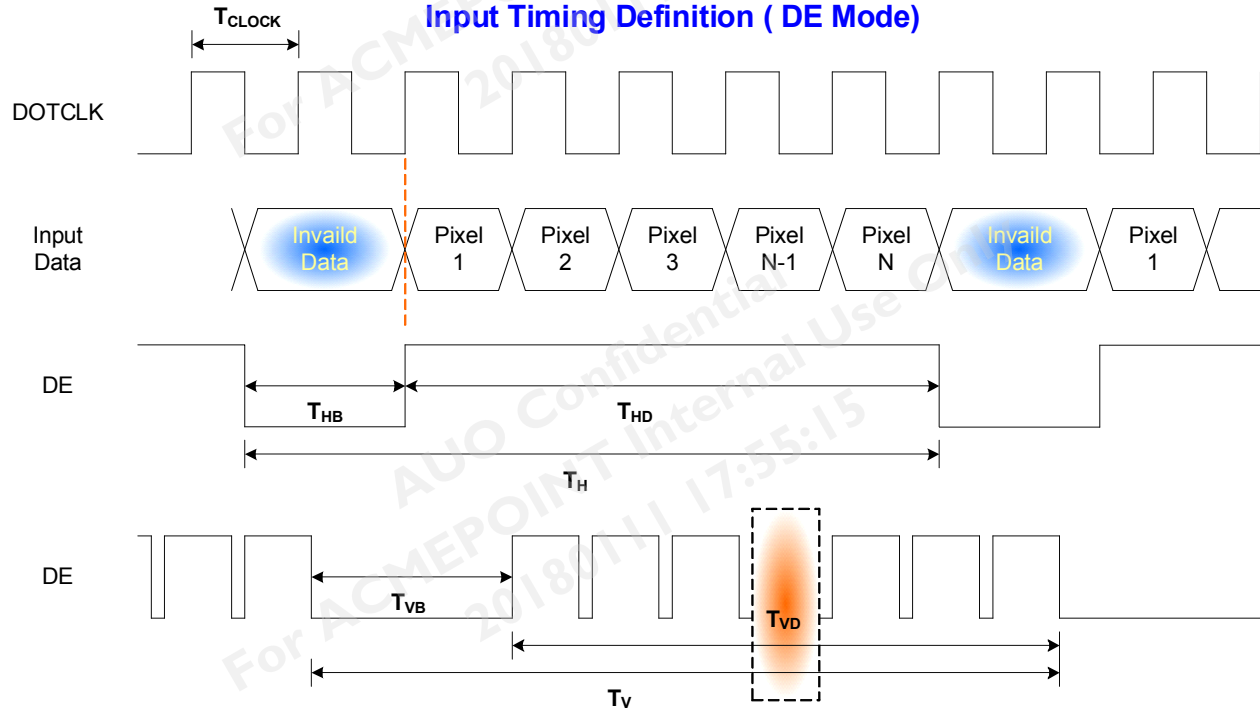 Input Timing Definition ( DE Mode)
TCLOCK
DOTCLK
Input
Data
Invaild
Data
Pixel
1
Pixel
2
Pixel
3
Pixel
N-1
Pixel
N
Invaild
Data
Pixel
1
DE
THB
THD
TH
DE
TVB
TVD
TV
For ACMEPOINT Internal Use Only
AUO Confidential
20180111 17:55:15
For ACME
20180111